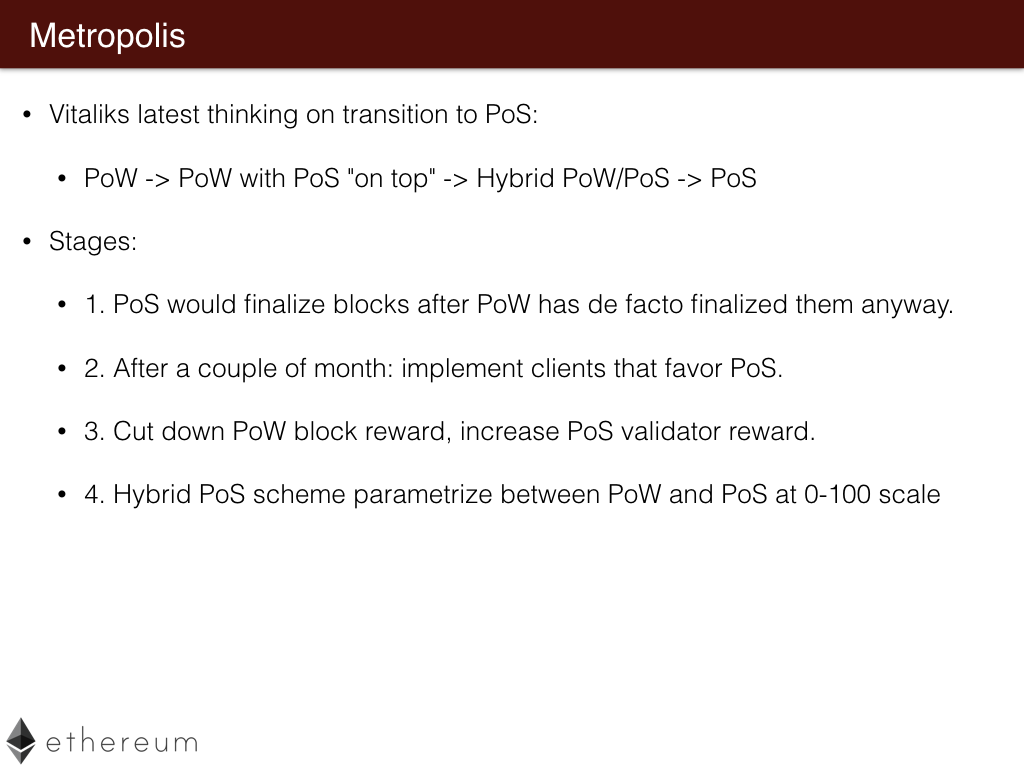 Metropolis
• Vitaliks latest thinking on transition to PoS:
• PoW -> PoW with PoS "on top" -> Hybrid PoW/PoS -> PoS
• Stages:
• 1. PoS would finalize blocks after PoW has de facto finalized them anyway.
• 2. After a couple of month: implement clients that favor PoS.
• 3. Cut down PoW block reward, increase PoS validator reward.
• 4. Hybrid PoS scheme parametrize between PoW and PoS at 0-100 scale
ethereum